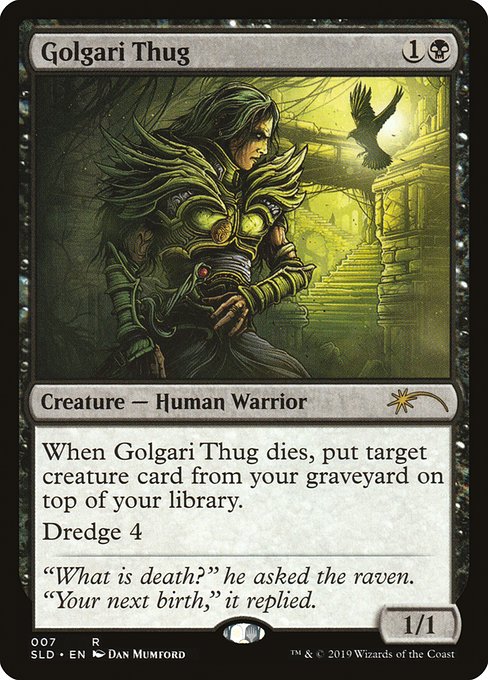 Golgari Thug 1
Creature — Human Warrior
When Golgari Thug dies, put target
creature card from your graveyard on
top of your library.
Dredge 4
“What is death?” he asked the raven.
“Your next birth,” it replied.
1/1
007 R
SLD • EN DAN MUMFORD
™ & © 2019 Wizards of the Coast